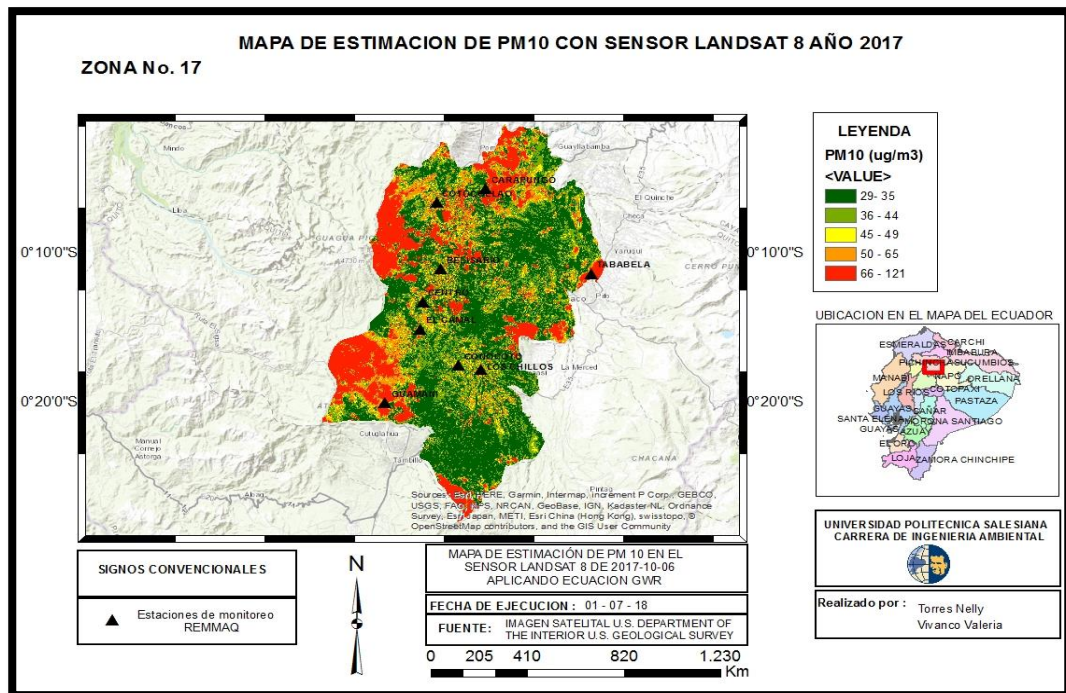 MAPA DE ESTIMACION DE PM10 CON SENSOR LANDSAT 8 AÑO 2017
ZONA No. 17
Mindo
Lloa
Guayllabamba
El Quinche
Checa
Yaruqui
La Merced
Cutuglahua
Tambillo
Pintag
Manual Cornejo Astorga
Aloag
CHACANA
CARAPUNGO
TABABELA
EL CAMAL
GUAMANI
0°10'0"S
0°10'0"S
0°20'0"S
0°20'0"S
Sources: Esri, HERE, Garmin, Intermap, increment P Corp., GEBCO,
USGS, FAO, NPS, NRCAN, GeoBase, IGN, Kadaster NL, Ordnance
Survey, Esri Japan, METI, Esri China (Hong Kong), swisstopo, ©
OpenStreetMap contributors, and the GIS User Community
LEYENDA
PM10 (ug/m3)
<VALUE>
29- 35
36 - 44
45 - 49
50 - 65
66 - 121
UBICACION EN EL MAPA DEL ECUADOR
ESMERALDAS
CARCHI
IMBABURA
SUCUMBIOS
MANABI
NAPO
ORELLANA
LOS RIOS
COTOPAXI
PASTAZA
GUAYAS
CAÑAR
SANTA ELENA
MORONA SANTIAGO
GUAYAS
AZUAY
EL ORO
LOJA
ZAMORA CHINCHIPE
UNIVERSIDAD POLITECNICA SALESIANA
CARRERA DE INGENIERIA AMBIENTAL
Realizado por :
Torres Nelly
Vivanco Valeria
SIGNOS CONVENCIONALES
Estaciones de monitoreo
REMMAQ
N
MAPA DE ESTIMACIÓN DE PM 10 EN EL
SENSOR LANDSAT 8 DE 2017-10-06
APLICANDO ECUACION GWR
FECHA DE EJECUCION : 01 - 07 - 18
FUENTE: IMAGEN SATELITAL U.S. DEPARTMENT OF
THE INTERIOR U.S. GEOLOGICAL SURVEY
0 205 410 820 1.230
Km